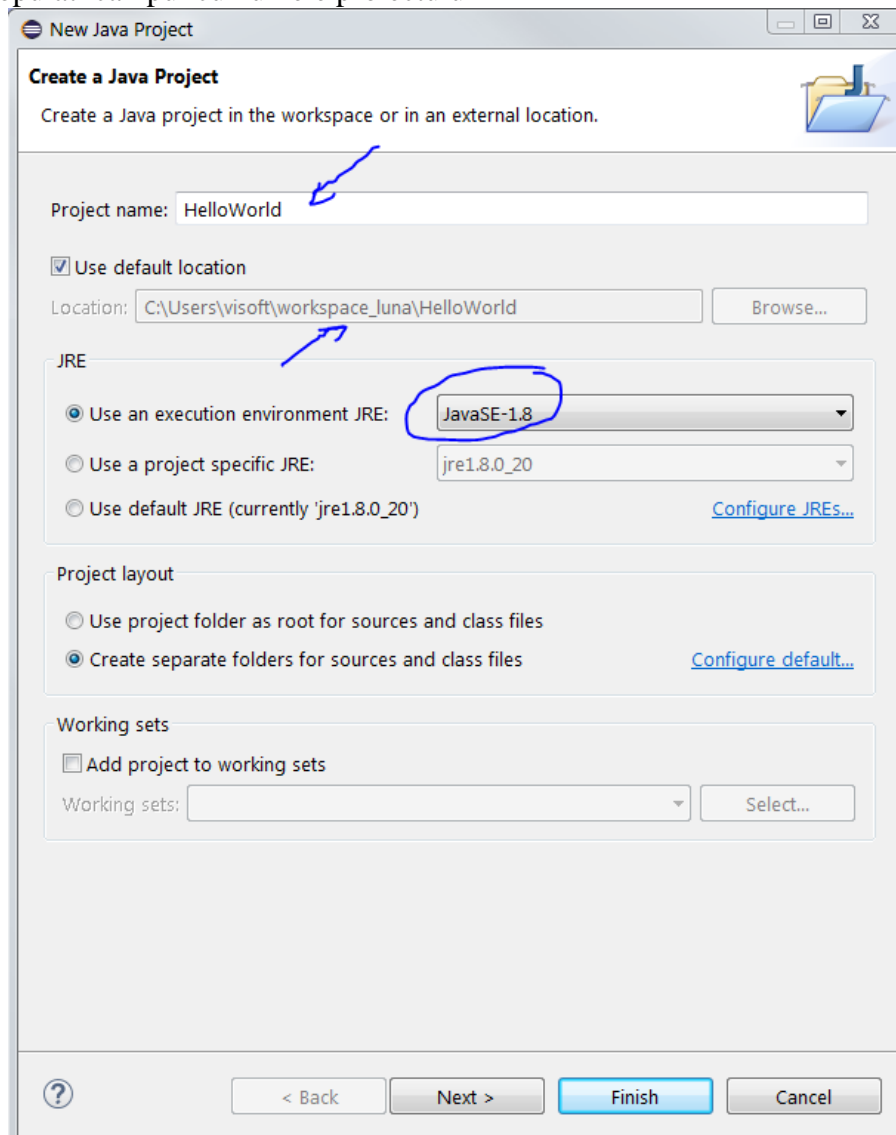 New Java Project
Create a Java Project
Create a Java project in the workspace or in an external location.
Project name: HelloWorld
Use default location
Location: C:\Users\visoft\workspace_luna\HelloWorld Browse...
JRE
Use an execution environment JRE: JavaSE-1.8
Use a project specific JRE: jre1.8.0_20
Use default JRE (currently 'jre1.8.0_20') Configure JREs...
Project layout
Use project folder as root for sources and class files
Create separate folders for sources and class files Configure default...
Working sets
Add project to working sets
Working sets: Select...
? < Back Next > Finish Cancel